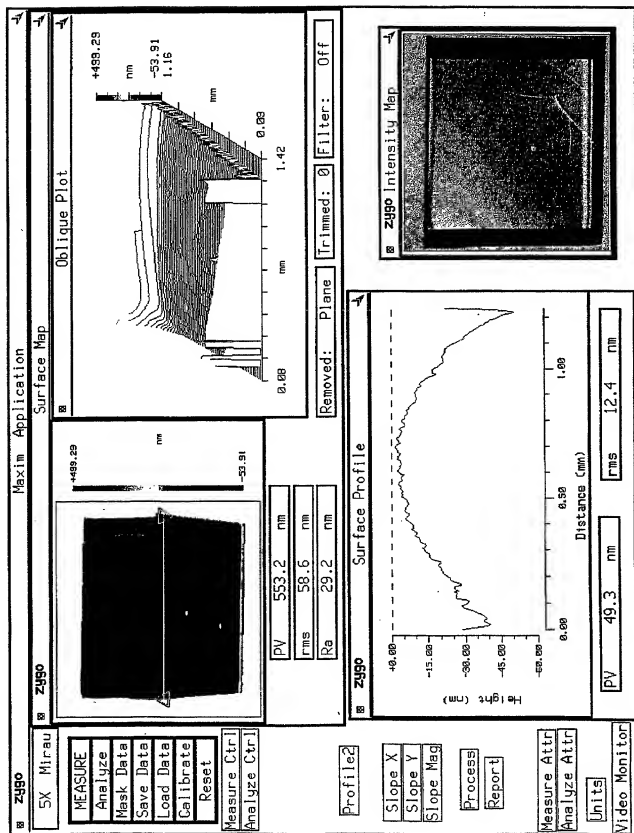 zygo Maxim Application
5X Mirau
MEASURE
Analyze
Mask Data
Save Data
Load Data
Calibrate
Reset
Measure Ctrl
Analyze Ctrl
Profile2
Slope X
Slope Y
Slope Mag
Process
Report
Measure Attr
Analyze Attr
Units
Video Monitor
zygo Surface Map
+499.29
nm
-53.91
PV 553.2 nm
rms 58.6 nm
Ra 29.2 nm
Oblique Plot
+499.29
nm
-53.91
1.16
mm
0.09
0.08
mm
1.42
Removed: Plane Trimmed: 0 Filter: Off
zygo Surface Profile
Height (nm)
+0.00
-15.00
-30.00
-45.00
-60.00
0.00 0.50 1.00
Distance (mm)
PV 49.3 nm rms 12.4 nm
zygo Intensity Map